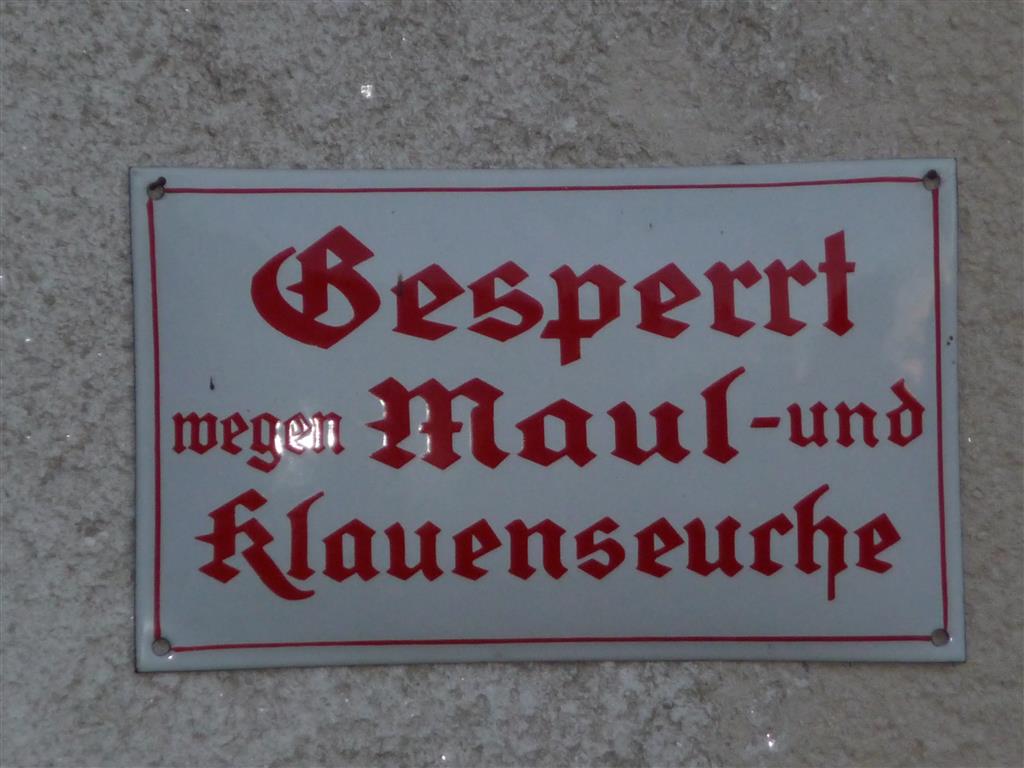 Gesperrt
wegen Maul-und
Klauenseuche